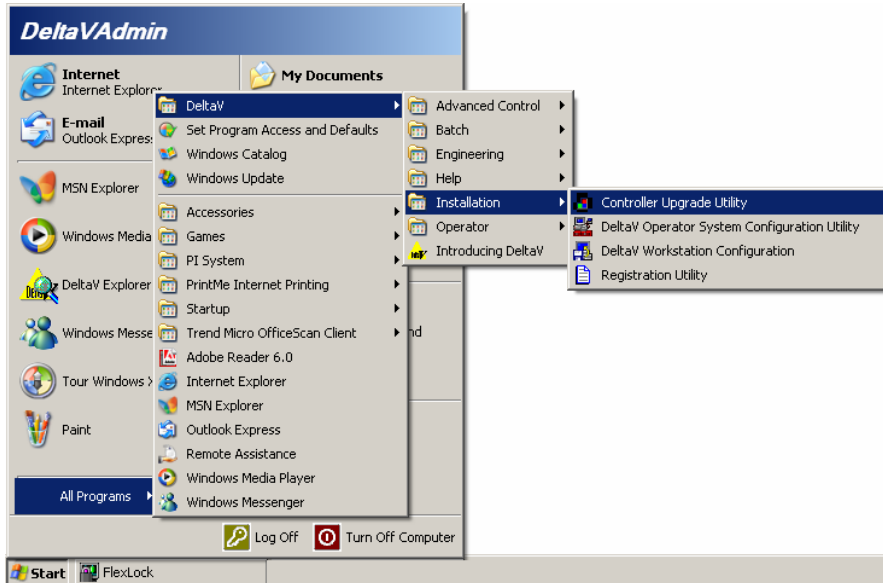 DeltaVAdmin
Internet
Internet Explorer
E-mail
Outlook Expres
MSN Explorer
Windows Media
DeltaV Explorer
Windows Messe
Tour Windows
Paint
All Programs
My Documents
DeltaV
Set Program Access and Defaults
Windows Catalog
Windows Update
Accessories
Games
PI System
PrintMe Internet Printing
Startup
Trend Micro OfficeScan Client
Adobe Reader 6.0
Internet Explorer
MSN Explorer
Outlook Express
Remote Assistance
Windows Media Player
Windows Messenger
nd
Advanced Control
Batch
Engineering
Help
Installation
Operator
Introducing DeltaV
Controller Upgrade Utility
DeltaV Operator System Configuration Utility
DeltaV Workstation Configuration
Registration Utility
Log Off
Turn Off Computer
Start
FlexLock